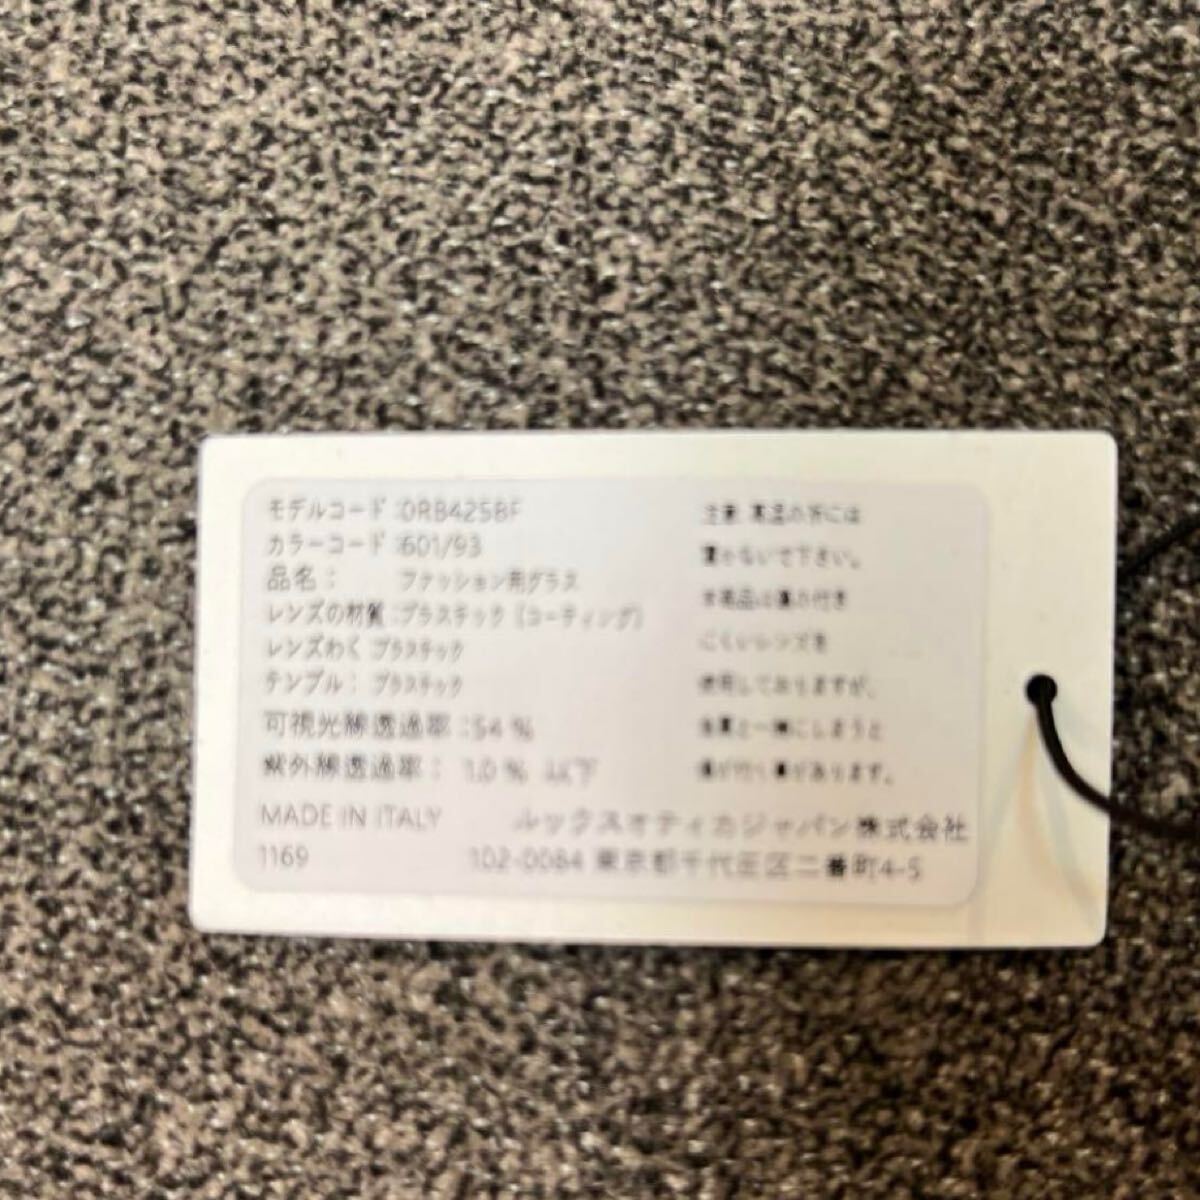 モデルコード :0RB4258F
カラーコード :601/93
品名： ファッション用グラス
レンズの材質 :プラスチック (コーティング)
レンズわく プラスチック
テンプル： プラスチック
可視光線透過率 :54 %
紫外線透過率： 1.0 % 以下
MADE IN ITALY ルックスオティカジャパン株式会社
1169 102-0084 東京都千代田区二番町4-5
注意: 高温の所には
置かないで下さい。
本商品は薄み付き
にくいレンズを
使用しておりますが、
金属と一緒にしまうと
傷が付く事があります。